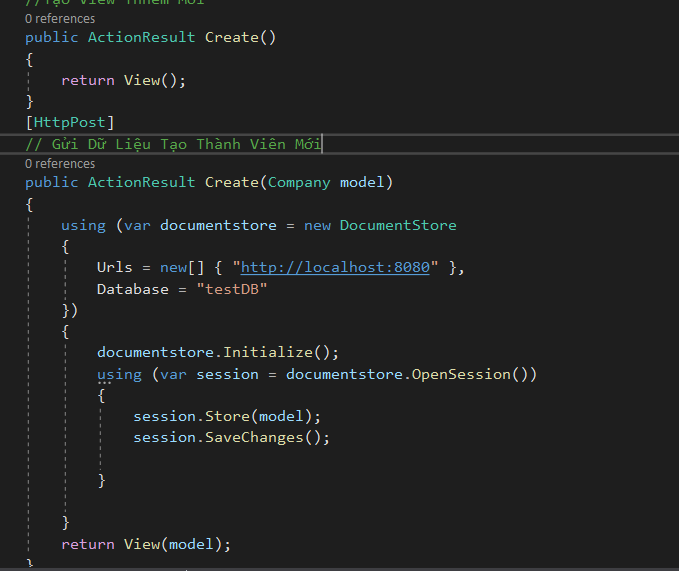 //Tạo View Thhem Mới
0 references
public ActionResult Create()
{
return View();
}
[HttpPost]
// Gửi Dữ Liệu Tạo Thành Viên Mới
0 references
public ActionResult Create(Company model)
{
using (var documentstore = new DocumentStore
{
Urls = new[] { "http://localhost:8080" },
Database = "testDB"
})
{
documentstore.Initialize();
using (var session = documentstore.OpenSession())
{
session.Store(model);
session.SaveChanges();
}
}
return View(model);
}